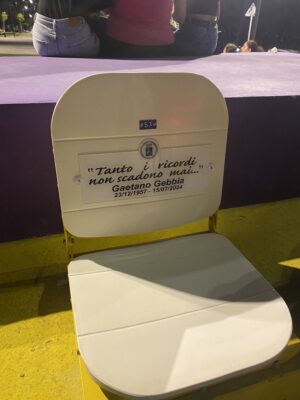 "Tanto i ricordi
non scadono mai..."
Gaetano Gebbia
23/12/1957 - 15/07/2024